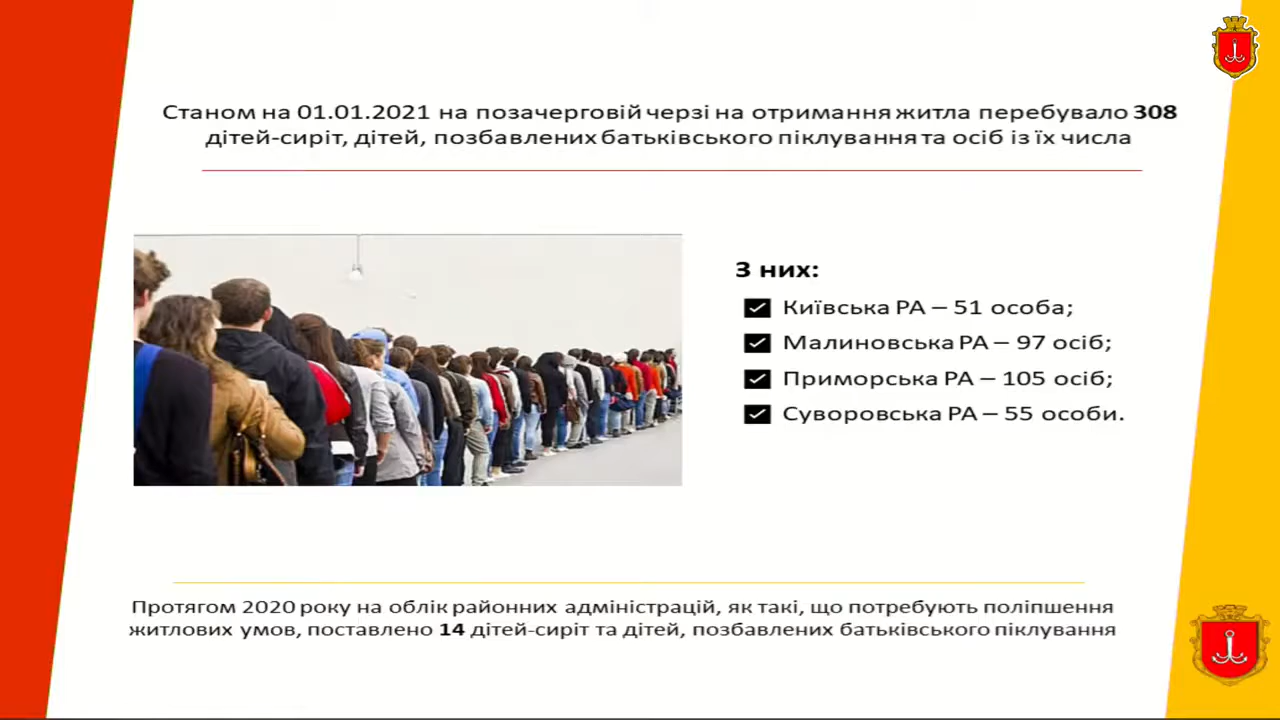 Станом на 01.01.2021 на позачерговій черзі на отримання житла перебувало 308
дітей-сиріт, дітей, позбавлених батьківського піклування та осіб із їх числа
З них:
Київська РА – 51 особа;
Малиновська РА – 97 осіб;
Приморська РА – 105 осіб;
Суворовська РА – 55 особи.
Протягом 2020 року на облік районних адміністрацій, як такі, що потребують поліпшення
житлових умов, поставлено 14 дітей-сиріт та дітей, позбавлених батьківського піклування